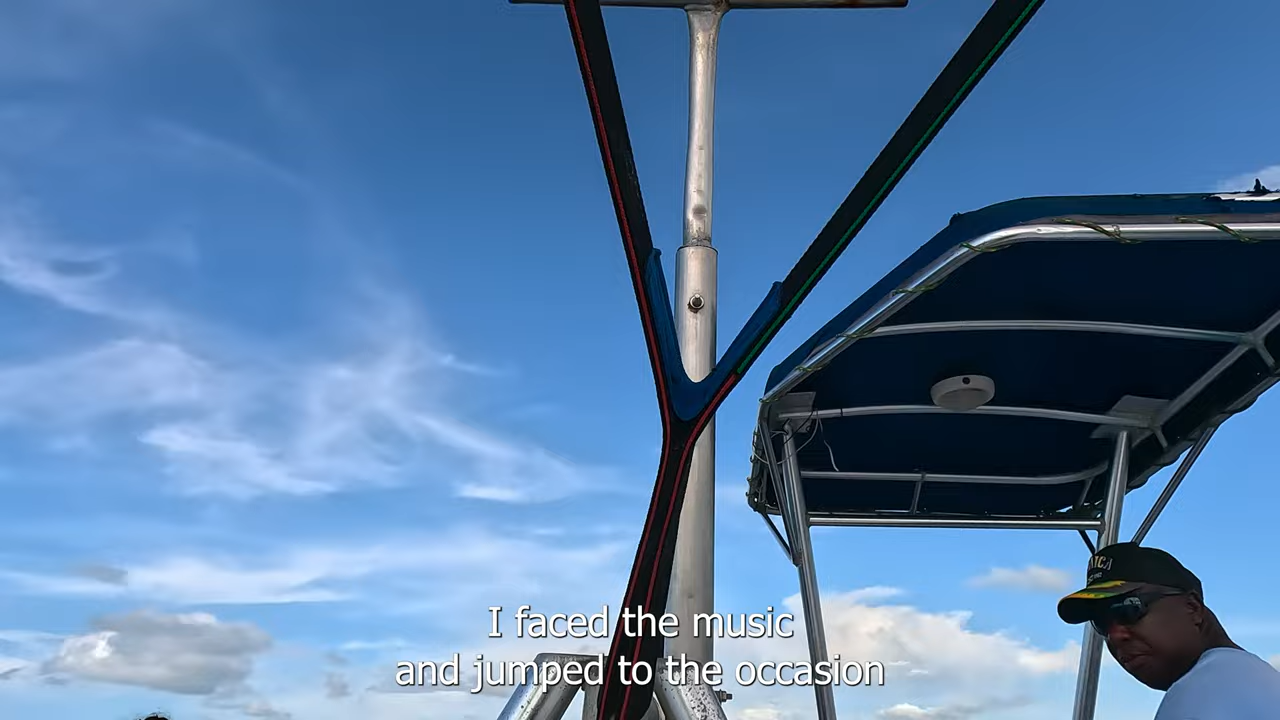 I faced the music
and jumped to the occasion